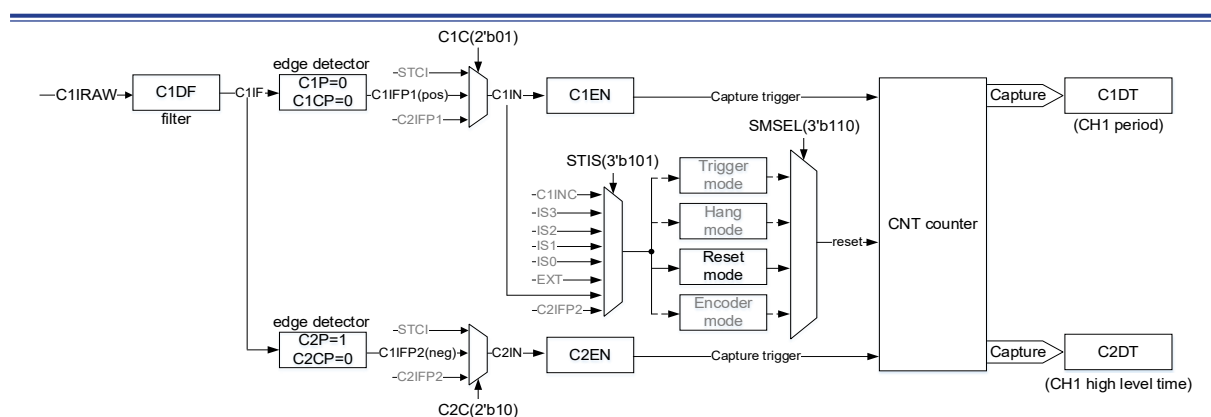 C1C(2'b01)
edge detector
C1P=0
C1CP=0
C1IRAW
C1DF
filter
C1IF
C1IFP1(pos)
STCI
C2IFP1
C1IN
C1EN
Capture trigger
Capture
C1DT
(CH1 period)
SMSEL(3'b110)
STIS(3'b101)
C1INC
IS3
IS2
IS1
IS0
EXT
C2IFP2
Trigger
mode
Hang
mode
Reset
mode
Encoder
mode
reset
CNT counter
edge detector
C2P=1
C2CP=0
C1IFP2(neg)
STCI
C2IFP2
C2IN
C2EN
Capture trigger
Capture
C2DT
(CH1 high level time)
C2C(2'b10)